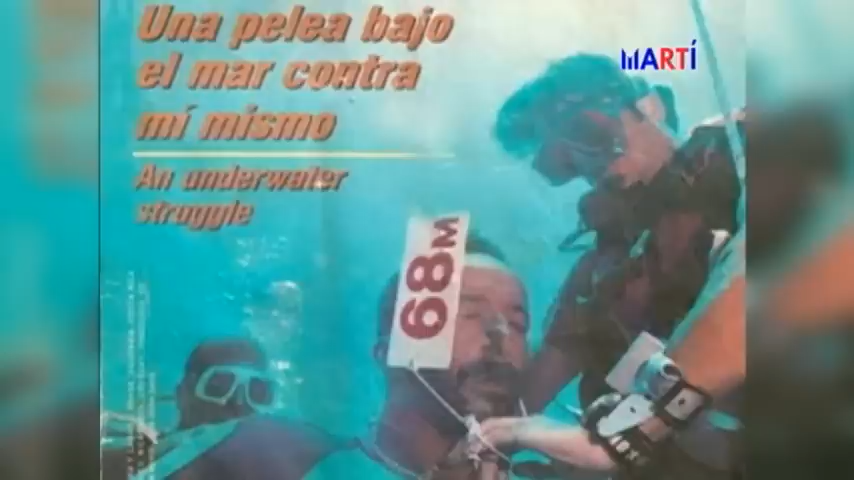 Una pelea bajo
el mar contra
mí mismo
An underwater
struggle
MARTÍ
68M